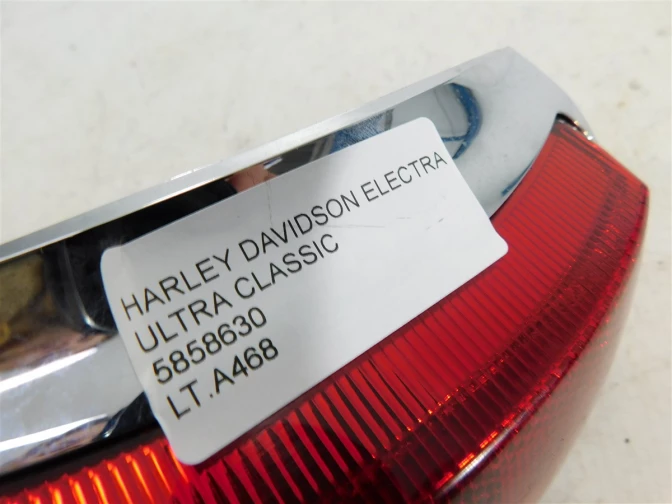 HARLEY DAVIDSON ELECTRA
ULTRA CLASSIC
5858630
LT.A468